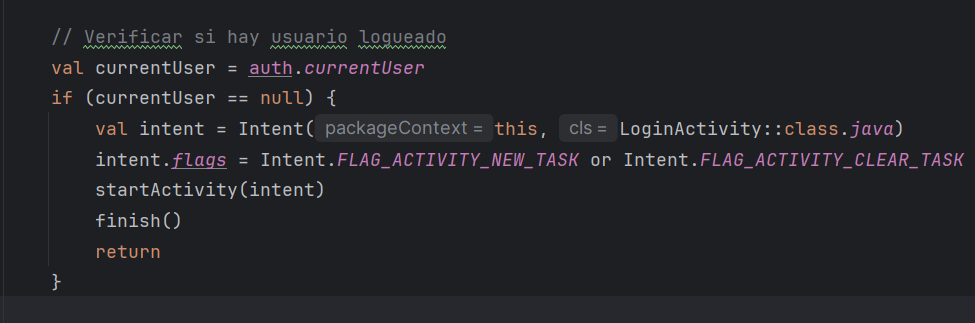 // Verificar si hay usuario logueado
val currentUser = auth.currentUser
if (currentUser == null) {
val intent = Intent( packageContext = this, cls = LoginActivity::class.java)
intent.flags = Intent.FLAG_ACTIVITY_NEW_TASK or Intent.FLAG_ACTIVITY_CLEAR_TASK
startActivity(intent)
finish()
return
}